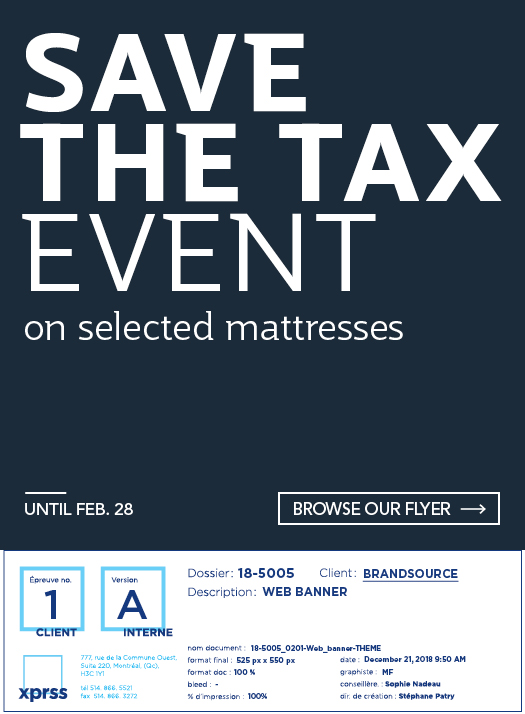 SAVE
THE TAX
EVENT
on selected mattresses
UNTIL FEB. 28
BROWSE OUR FLYER
Épreuve no.
1
CLIENT
Version
A
INTERNE
Dossier: 18-5005 Client: BRANDSOURCE
Description: WEB BANNER
xprss
777, rue de la Commune Ouest,
Suite 220, Montréal, (Qc),
H3C 1Y1
tél 514. 866. 5521
fax 514. 866. 3272
nom document : 18-5005_0201-Web_banner-THEME
format final : 525 px x 550 px
format doc : 100 %
bleed : -
% d'impression : 100%
date : December 21, 2018 9:50 AM
graphiste : MF
conseillère. : Sophie Nadeau
dir. de création : Stéphane Patry